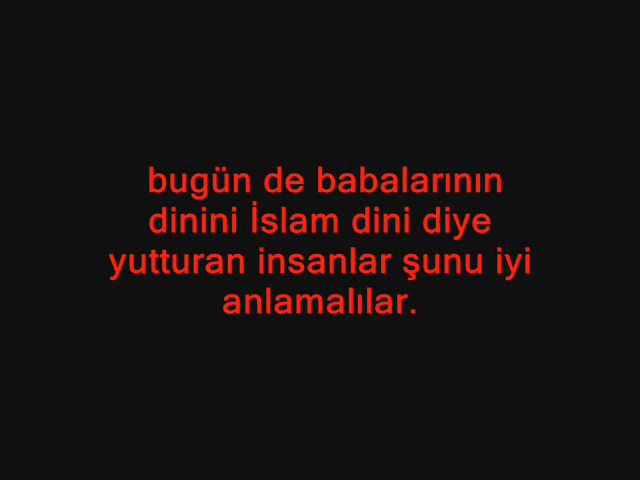 bugün de babalarının
dinini İslam dini diye
yutturan insanlar şunu iyi
anlamalılar.